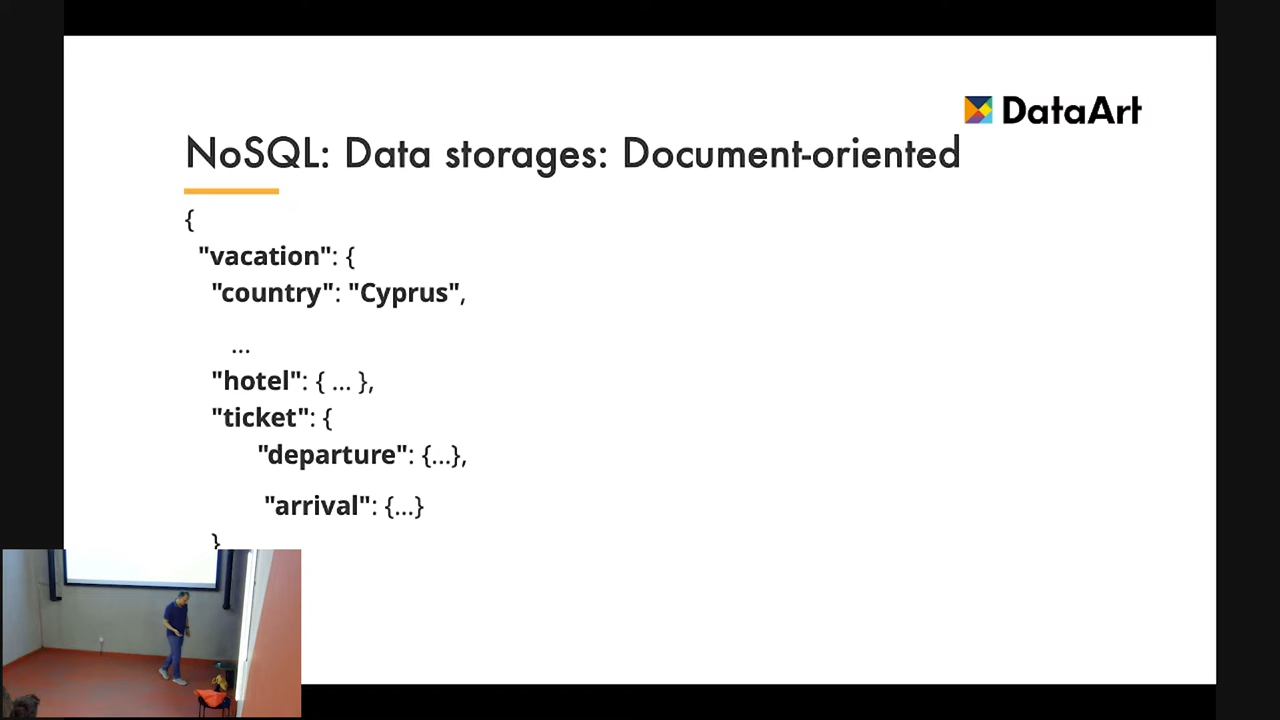 DataArt
NoSQL: Data storages: Document-oriented
{
"vacation": {
"country": "Cyprus",
...
"hotel": { ... },
"ticket": {
"departure": {...},
"arrival": {...}
}